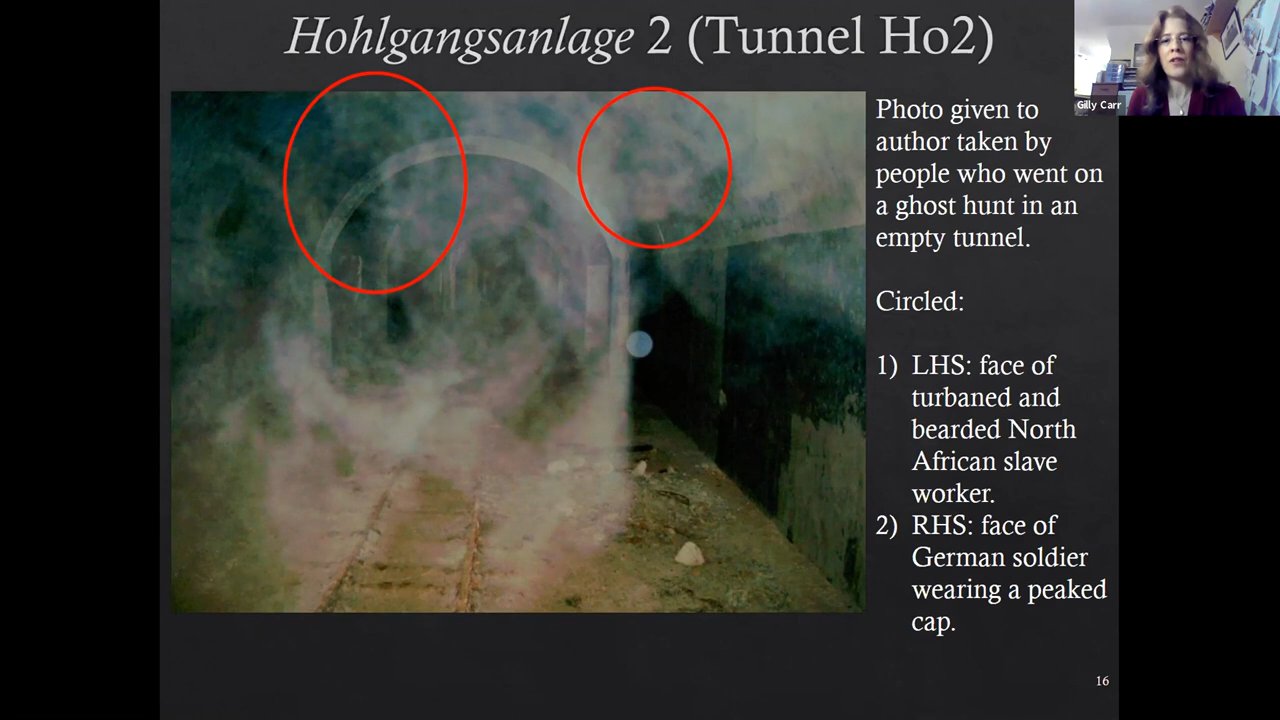 Hohlgangsanlage 2 (Tunnel Ho2)
Gilly Carr
Photo given to
author taken by
people who went on
a ghost hunt in an
empty tunnel.
Circled:
1) LHS: face of
turbaned and
bearded North
African slave
worker.
2) RHS: face of
German soldier
wearing a peaked
cap.
16